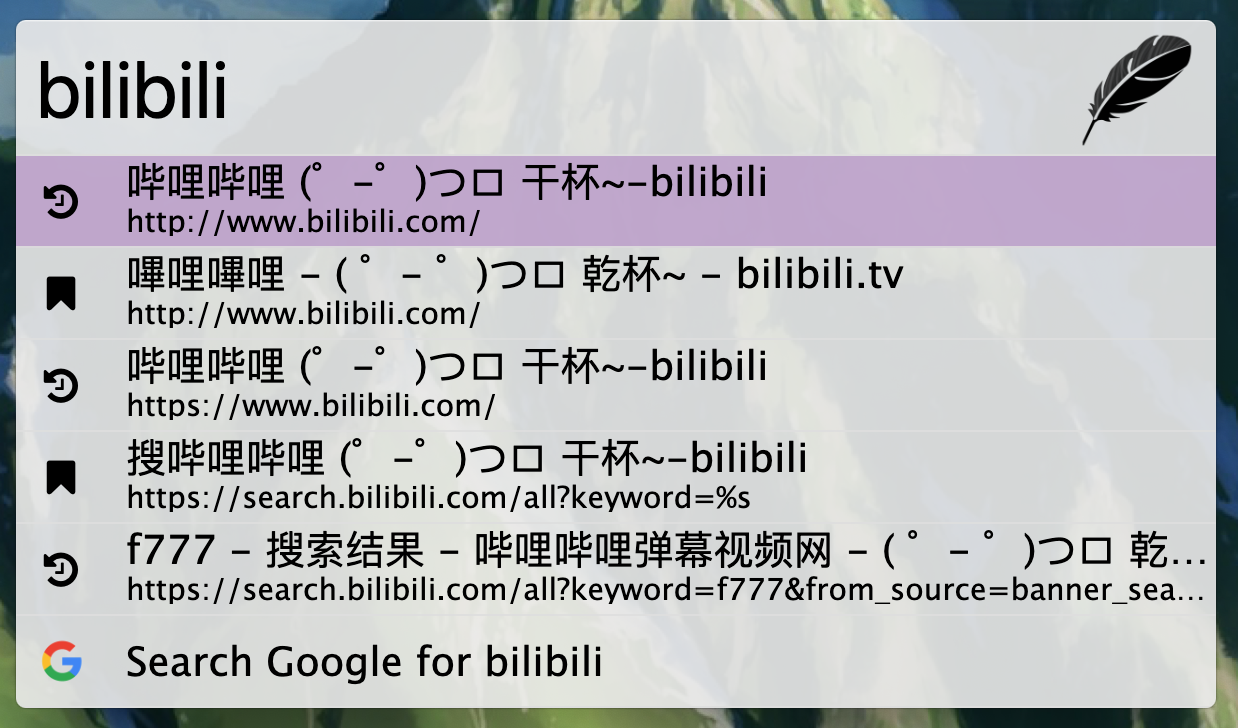 bilibili
哔哩哔哩 (゜-゜)つロ 干杯~-bilibili
http://www.bilibili.com/
嗶哩嗶哩 - ( ゜- ゜)つロ 乾杯~ - bilibili.tv
http://www.bilibili.com/
哔哩哔哩 (゜-゜)つロ 干杯~-bilibili
https://www.bilibili.com/
搜哔哩哔哩 (゜-゜)つロ 干杯~-bilibili
https://search.bilibili.com/all?keyword=%s
f777 - 搜索结果 - 哔哩哔哩弹幕视频网 - ( ゜- ゜)つロ 乾...
https://search.bilibili.com/all?keyword=f777&from_source=banner_sea...
Search Google for bilibili